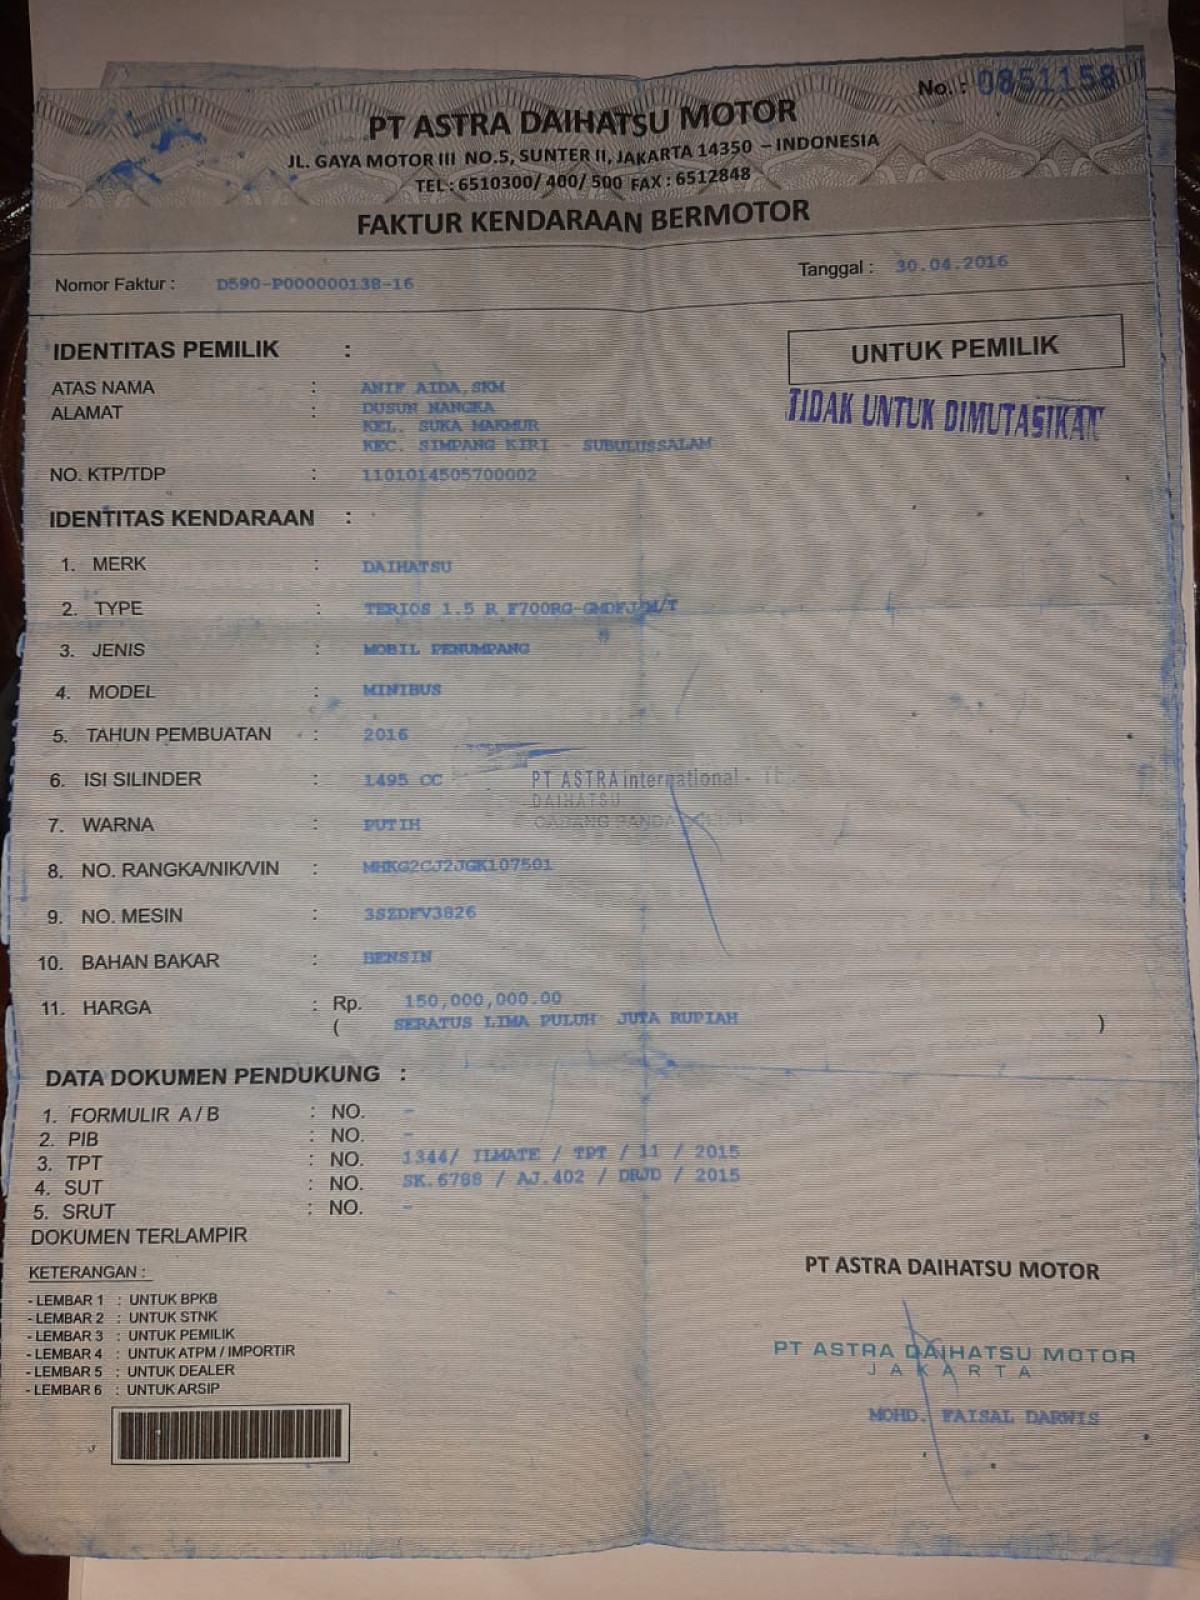 No. : 0851158
PT ASTRA DAIHATSU MOTOR
JL. GAYA MOTOR III NO.5, SUNTER II, JAKARTA 14350 – INDONESIA
TEL : 6510300/ 400/ 500 FAX : 6512848
FAKTUR KENDARAAN BERMOTOR
Nomor Faktur : D590-P000000138-16
Tanggal : 30.04.2016
IDENTITAS PEMILIK :
UNTUK PEMILIK
TIDAK UNTUK DIMUTASIKAN
ATAS NAMA : ANIF AIDA,SKM
ALAMAT : DUSUN NANGKA
KEL. SUKA MAKMUR
KEC. SIMPANG KIRI - SUBULUSSALAM
NO. KTP/TDP : 1101014505700002
IDENTITAS KENDARAAN :
1. MERK : DAIHATSU
2. TYPE : TERIOS 1.5 R F700RG-GMDFJ M/T
3. JENIS : MOBIL PENUMPANG
4. MODEL : MINIBUS
5. TAHUN PEMBUATAN : 2016
6. ISI SILINDER : 1495 CC
PT ASTRA international -
DAIHATSU
CABANG
7. WARNA : PUTIH
8. NO. RANGKA/NIK/VIN : MHKG2CJ2JGK107501
9. NO. MESIN : 3SZDFV3826
10. BAHAN BAKAR : BENSIN
11. HARGA : Rp. 150,000,000.00
( SERATUS LIMA PULUH JUTA RUPIAH )
DATA DOKUMEN PENDUKUNG :
1. FORMULIR A / B : NO. -
2. PIB : NO. -
3. TPT : NO. 1344/ ILMATE / TPT / 11 / 2015
4. SUT : NO. SK.6788 / AJ.402 / DRJD / 2015
5. SRUT : NO. -
DOKUMEN TERLAMPIR
KETERANGAN :
- LEMBAR 1 : UNTUK BPKB
- LEMBAR 2 : UNTUK STNK
- LEMBAR 3 : UNTUK PEMILIK
- LEMBAR 4 : UNTUK ATPM / IMPORTIR
- LEMBAR 5 : UNTUK DEALER
- LEMBAR 6 : UNTUK ARSIP
PT ASTRA DAIHATSU MOTOR
PT ASTRA DAIHATSU MOTOR
JAKARTA
MOHD. FAISAL DARWIS